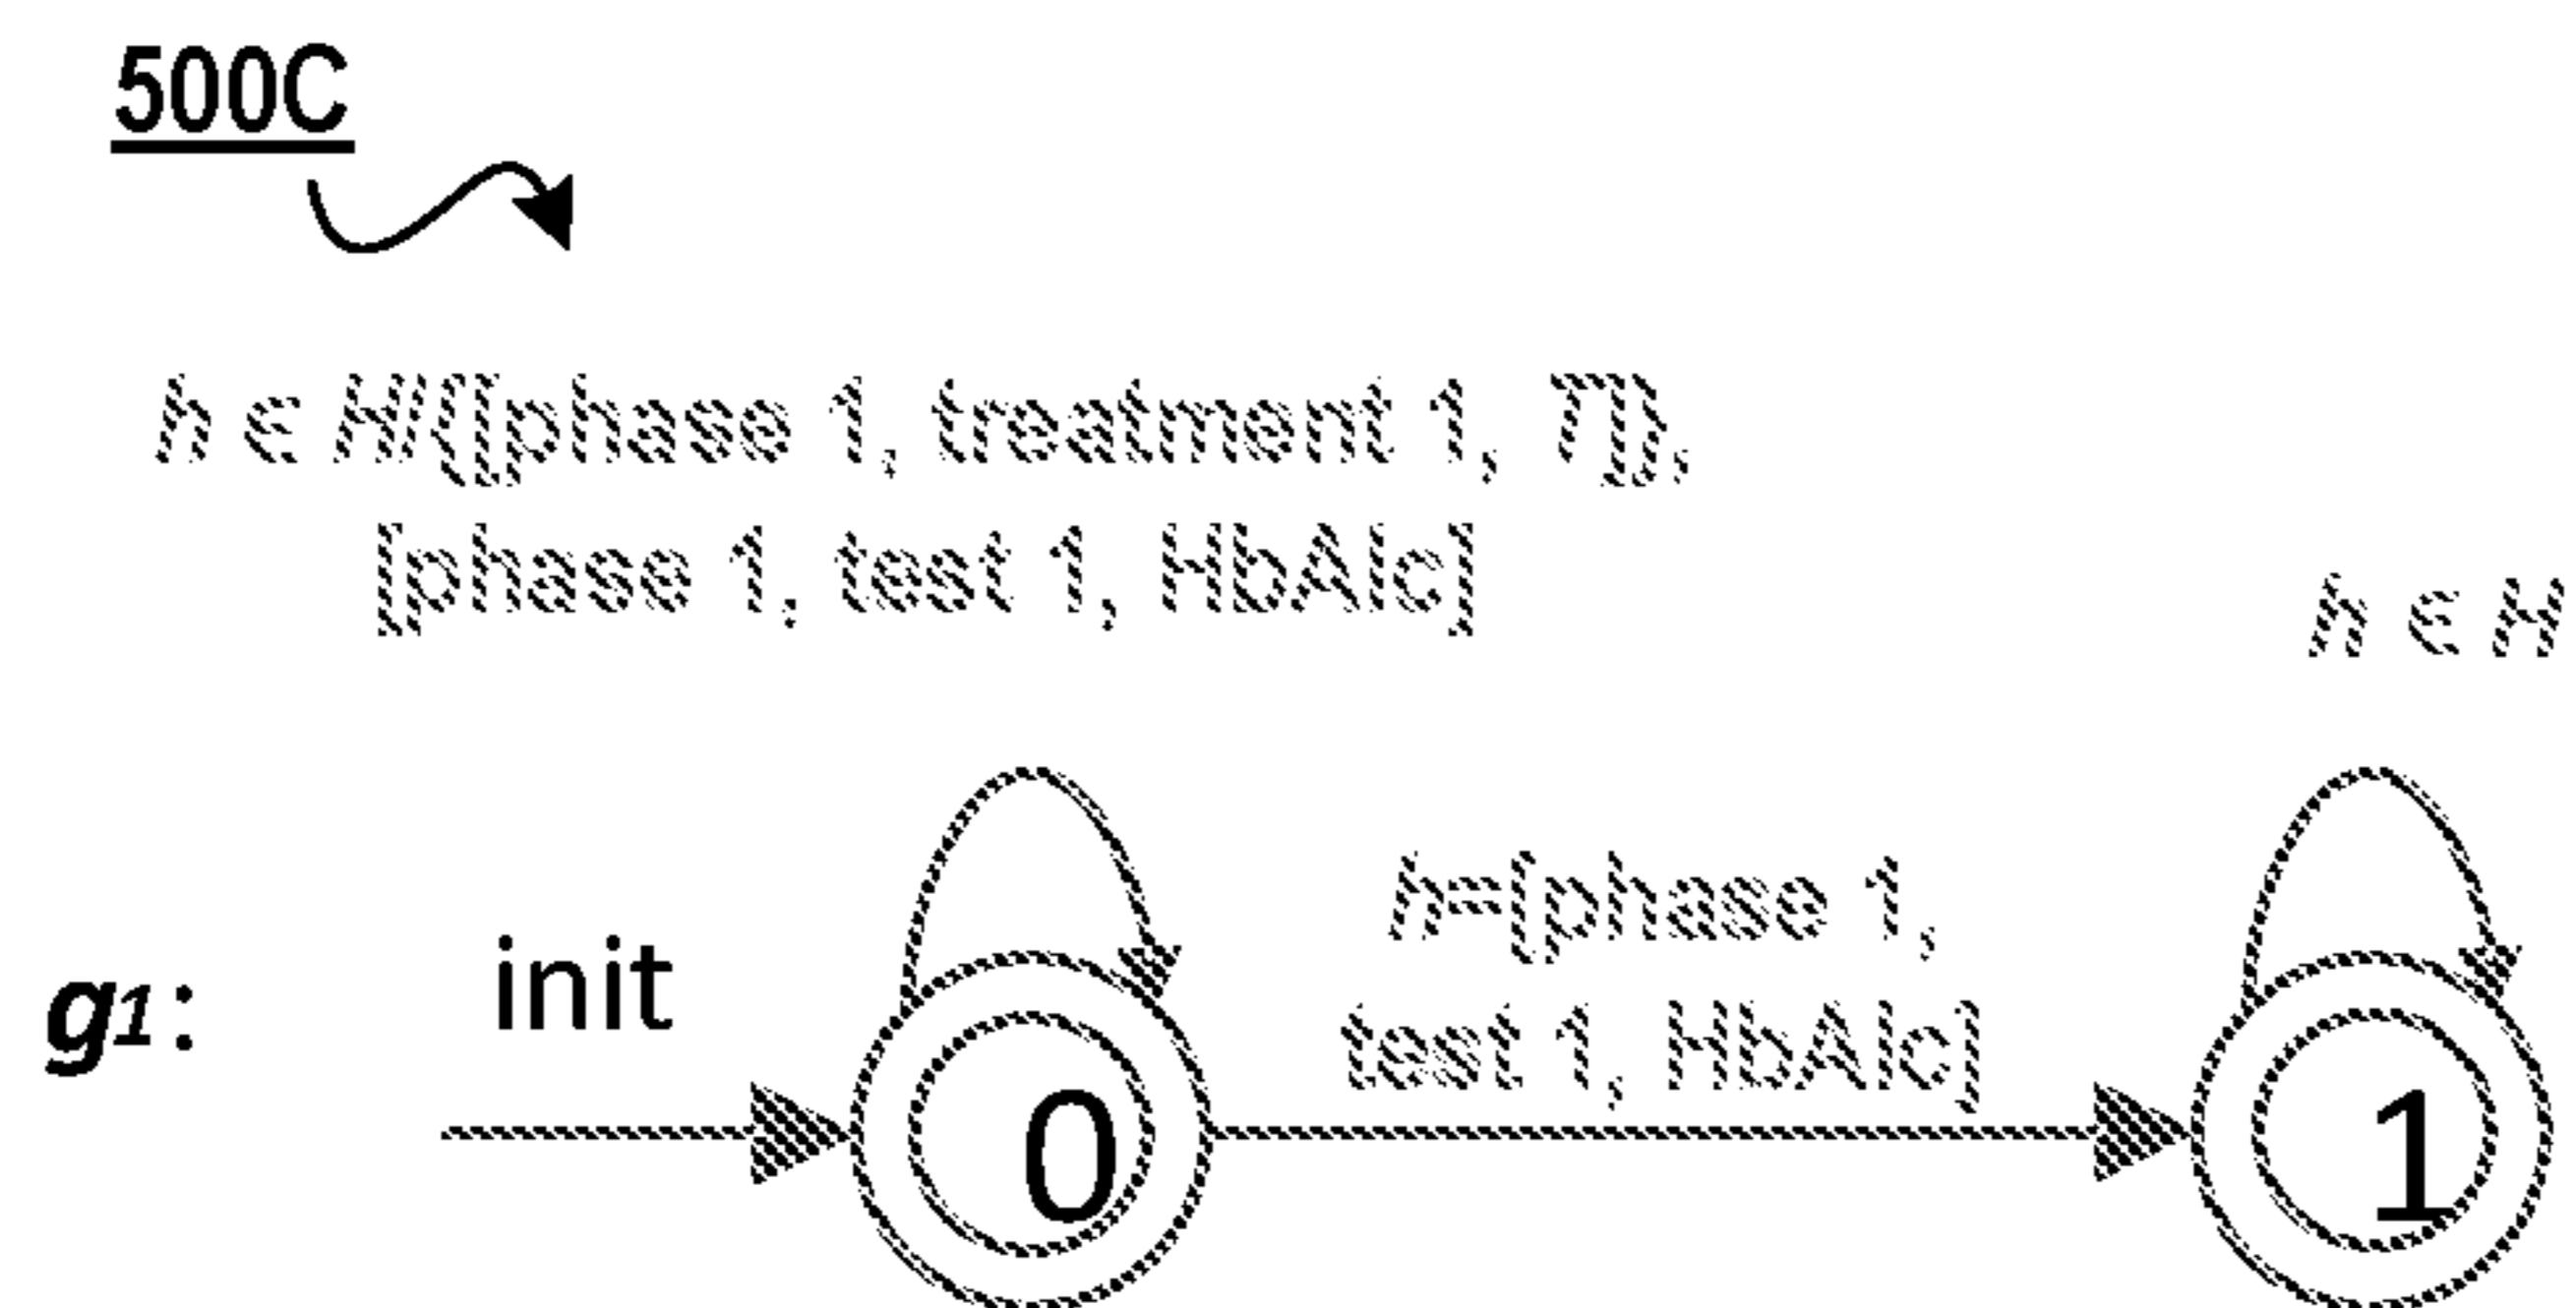 500C
h ∈ H/{[phase 1, treatment 1, T]},
[phase 1, test 1, HbAlc]
h ∈ H
h=[phase 1,
test 1, HbAlc]
init
g1:
0
1